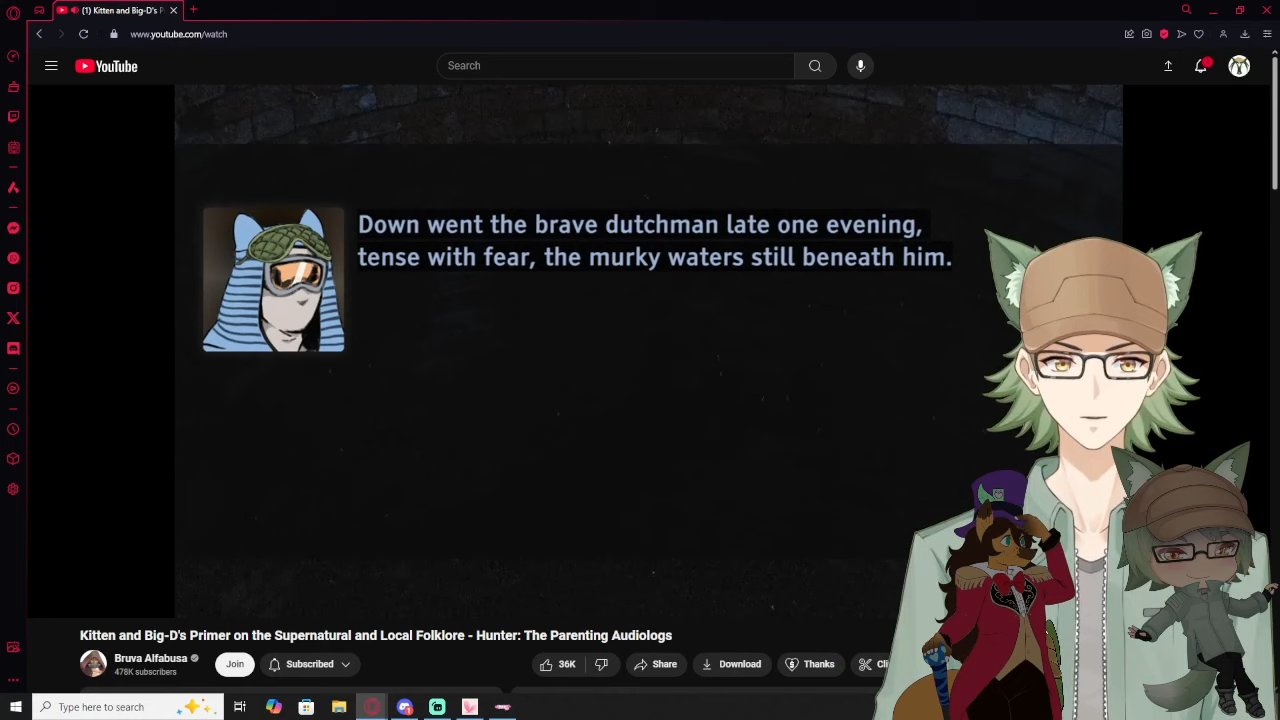 (1) Kitten and Big-D's P
www.youtube.com/watch
YouTube
Search
Down went the brave dutchman late one evening,
tense with fear, the murky waters still beneath him.
Kitten and Big-D's Primer on the Supernatural and Local Folklore - Hunter: The Parenting Audiologs
Bruva Alfabusa
478K subscribers
Join
Subscribed
36K
Share
Download
Thanks
Cli
Type here to search